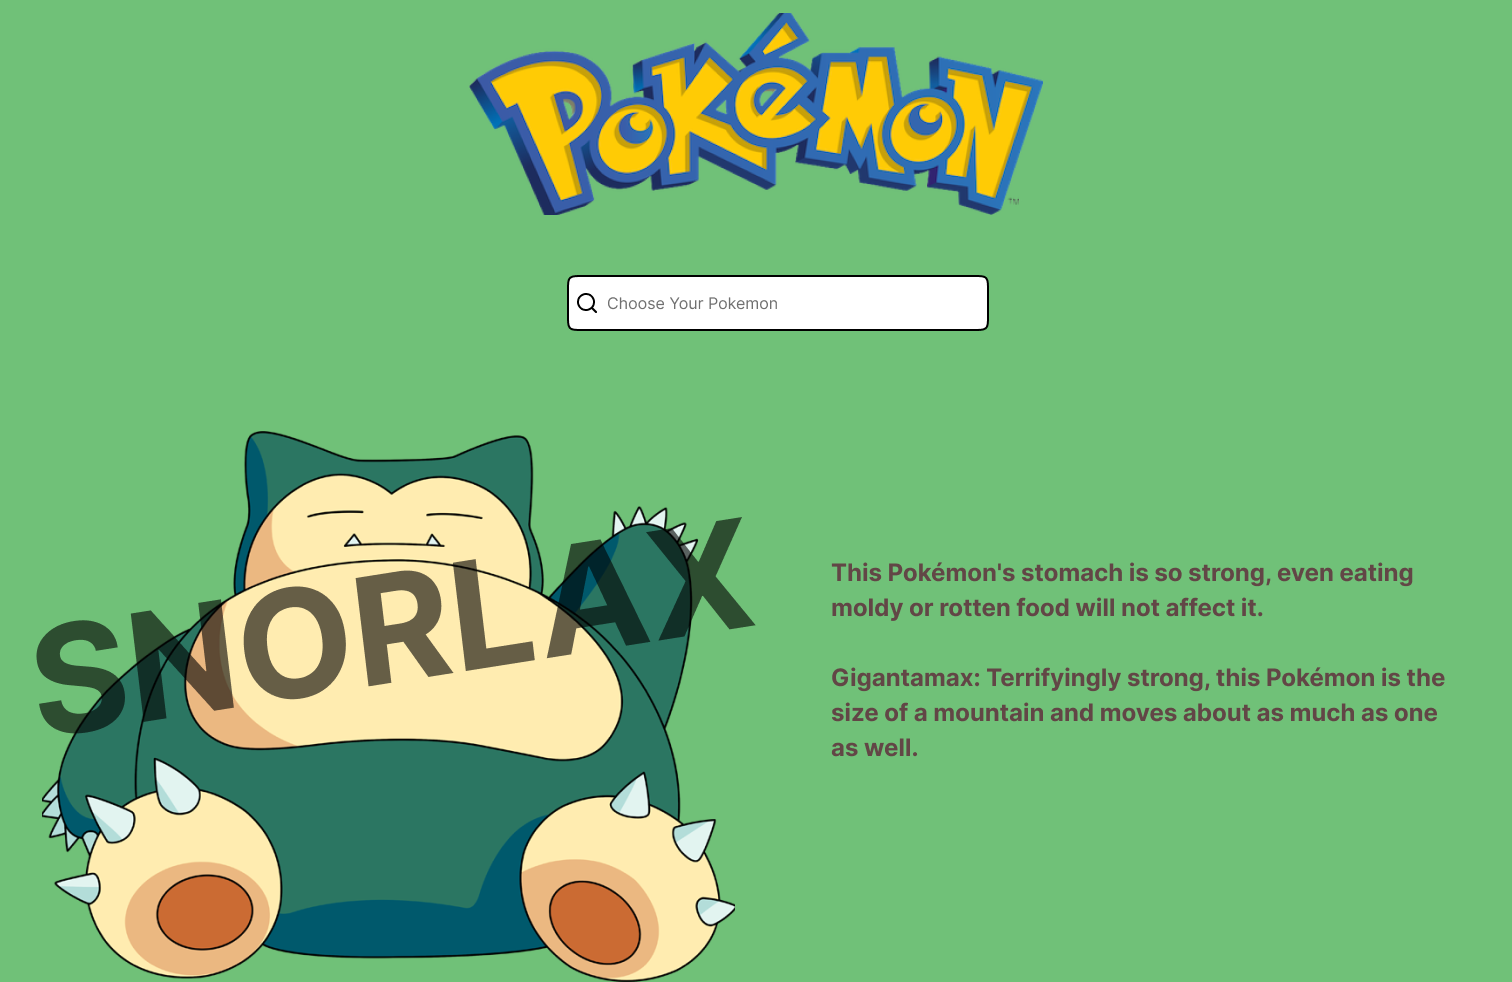 POKéMON
TM
Choose Your Pokemon
SNORLAX
This Pokémon's stomach is so strong, even eating
moldy or rotten food will not affect it.
Gigantamax: Terrifyingly strong, this Pokémon is the
size of a mountain and moves about as much as one
as well.